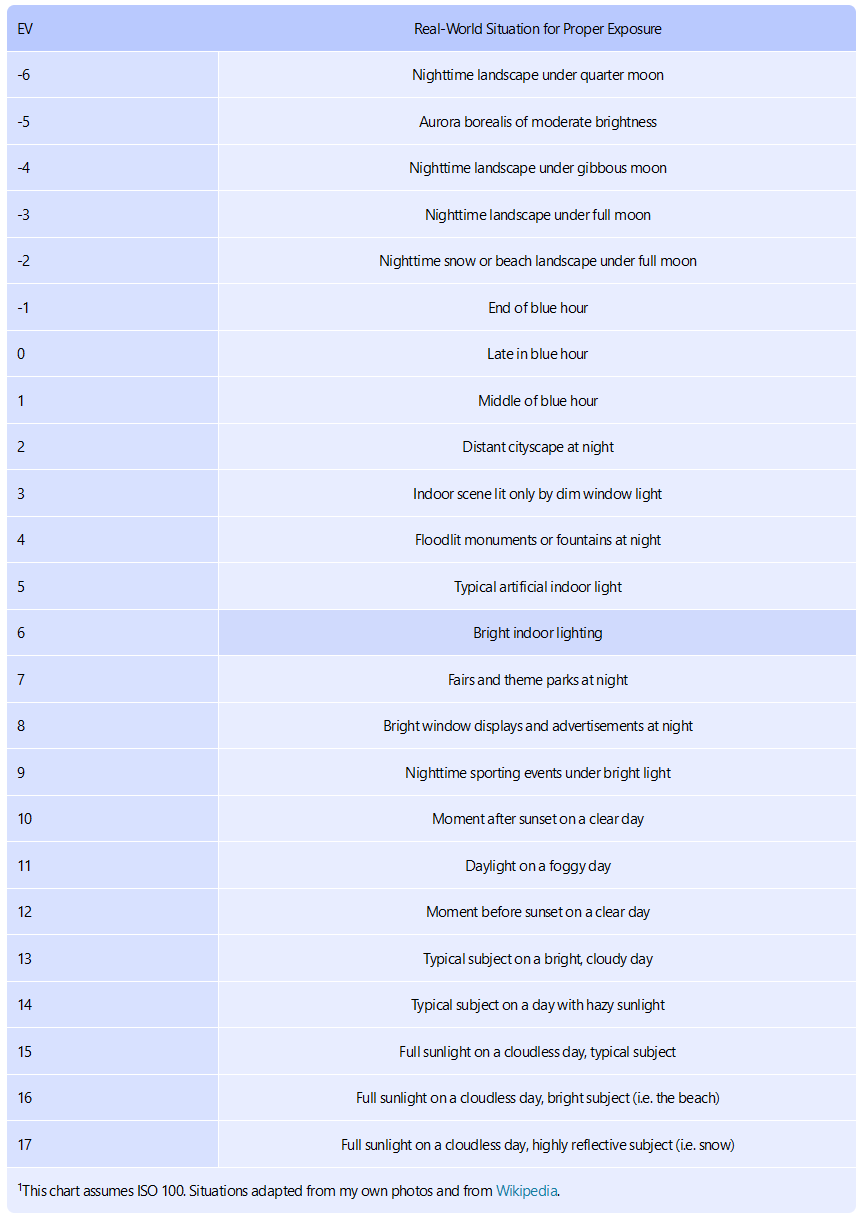 EV Real-World Situation for Proper Exposure
-6 Nighttime landscape under quarter moon
-5 Aurora borealis of moderate brightness
-4 Nighttime landscape under gibbous moon
-3 Nighttime landscape under full moon
-2 Nighttime snow or beach landscape under full moon
-1 End of blue hour
0 Late in blue hour
1 Middle of blue hour
2 Distant cityscape at night
3 Indoor scene lit only by dim window light
4 Floodlit monuments or fountains at night
5 Typical artificial indoor light
6 Bright indoor lighting
7 Fairs and theme parks at night
8 Bright window displays and advertisements at night
9 Nighttime sporting events under bright light
10 Moment after sunset on a clear day
11 Daylight on a foggy day
12 Moment before sunset on a clear day
13 Typical subject on a bright, cloudy day
14 Typical subject on a day with hazy sunlight
15 Full sunlight on a cloudless day, typical subject
16 Full sunlight on a cloudless day, bright subject (i.e. the beach)
17 Full sunlight on a cloudless day, highly reflective subject (i.e. snow)
¹This chart assumes ISO 100. Situations adapted from my own photos and from Wikipedia.